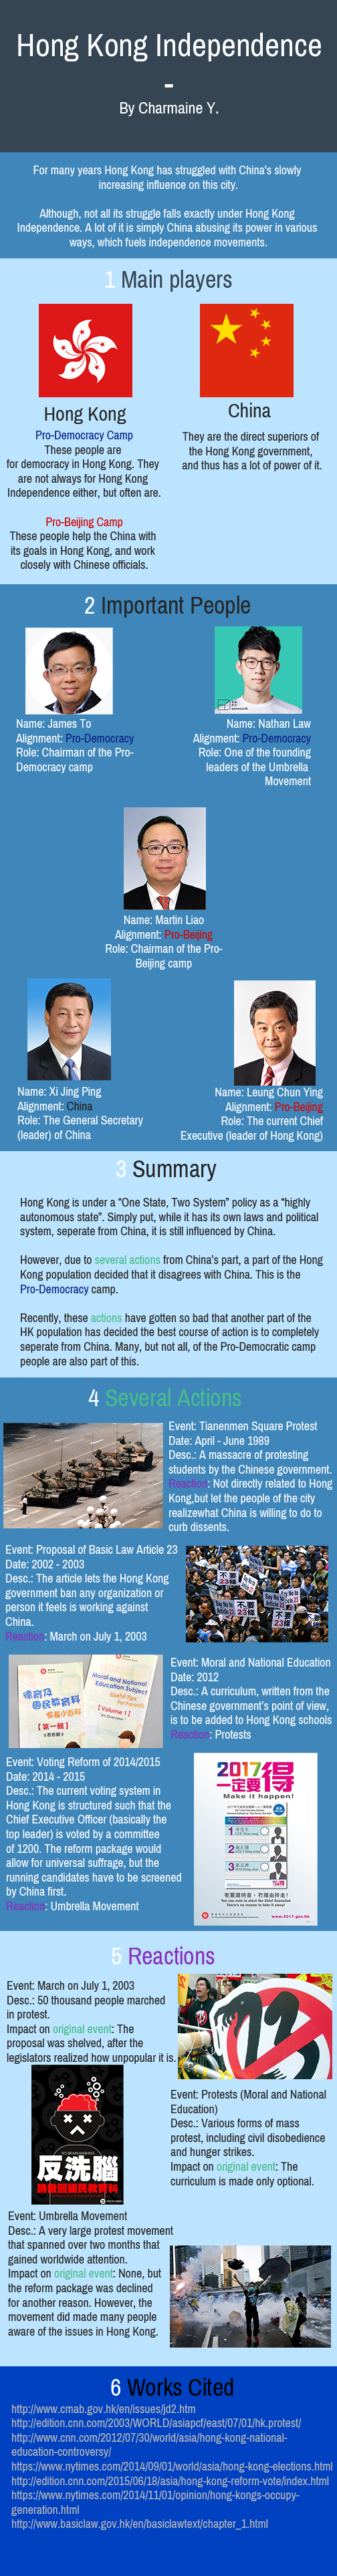 Hong Kong Independence
-
By Charmaine Y.
For many years Hong Kong has struggled with China's slowly
increasing influence on this city.
Although, not all its struggle falls exactly under Hong Kong
Independence. A lot of it is simply China abusing its power in various
ways, which fuels independence movements.
1 Main players
Hong Kong
Pro-Democracy Camp
These people are
for democracy in Hong Kong. They
are not always for Hong Kong
Independence either, but often are.
Pro-Beijing Camp
These people help the China with
its goals in Hong Kong, and work
closely with Chinese officials.
China
They are the direct superiors of
the Hong Kong government,
and thus has a lot of power of it.
2 Important People
Name: James To
Alignment: Pro-Democracy
Role: Chairman of the Pro-
Democracy camp
Name: Nathan Law
Alignment: Pro-Democracy
Role: One of the founding
leaders of the Umbrella
Movement
Name: Martin Liao
Alignment: Pro-Beijing
Role: Chairman of the Pro-
Beijing camp
Name: Xi Jing Ping
Alignment: China
Role: The General Secretary
(leader) of China
Name: Leung Chun Ying
Alignment: Pro-Beijing
Role: The current Chief
Executive (leader of Hong Kong)
3 Summary
Hong Kong is under a “One State, Two System” policy as a “highly
autonomous state”. Simply put, while it has its own laws and political
system, seperate from China, it is still influenced by China.
However, due to several actions from China's part, a part of the Hong
Kong population decided that it disagrees with China. This is the
Pro-Democracy camp.
Recently, these actions have gotten so bad that another part of the
HK population has decided the best course of action is to completely
seperate from China. Many, but not all, of the Pro-Democratic camp
people are also part of this.
4 Several Actions
Event: Tianenmen Square Protest
Date: April - June 1989
Desc.: A massacre of protesting
students by the Chinese government.
Reaction: Not directly related to Hong
Kong,but let the people of the city
realizewhat China is willing to do to
curb dissents.
Event: Proposal of Basic Law Article 23
Date: 2002 - 2003
Desc.: The article lets the Hong Kong
government ban any organization or
person it feels is working against
China.
Reaction: March on July 1, 2003
不要
23條
德育及
國民教育科
Moral and National
Education Subject
Useful Tips
[Volume 1]
Event: Moral and National Education
Date: 2012
Desc.: A curriculum, written from the
Chinese government's point of view,
is to be added to Hong Kong schools
Reaction: Protests
Event: Voting Reform of 2014/2015
Date: 2014 - 2015
Desc.: The current voting system in
Hong Kong is structured such that the
Chief Executive Officer (basically the
top leader) is voted by a committee
of 1200. The reform package would
allow for universal suffrage, but the
running candidates have to be screened
by China first.
Reaction: Umbrella Movement
2017
一定要得
Make it happen!
www.2017.gov.hk
5 Reactions
Event: March on July 1, 2003
Desc.: 50 thousand people marched
in protest.
Impact on original event: The
proposal was shelved, after the
legislators realized how unpopular it is.
23
反洗腦
Event: Protests (Moral and National
Education)
Desc.: Various forms of mass
protest, including civil disobedience
and hunger strikes.
Impact on original event: The
curriculum is made only optional.
Event: Umbrella Movement
Desc.: A very large protest movement
that spanned over two months that
gained worldwide attention.
Impact on original event: None, but
the reform package was declined
for another reason. However, the
movement did made many people
aware of the issues in Hong Kong.
6 Works Cited
http://www.cmab.gov.hk/en/issues/jd2.htm
http://edition.cnn.com/2003/WORLD/asiapcf/east/07/01/hk.protest/
http://www.cnn.com/2012/07/30/world/asia/hong-kong-national-
education-controversy/
https://www.nytimes.com/2014/09/01/world/asia/hong-kong-elections.html
http://edition.cnn.com/2015/06/18/asia/hong-kong-reform-vote/index.html
https://www.nytimes.com/2014/11/01/opinion/hong-kongs-occupy-
generation.html
http://www.basiclaw.gov.hk/en/basiclawtext/chapter_1.html